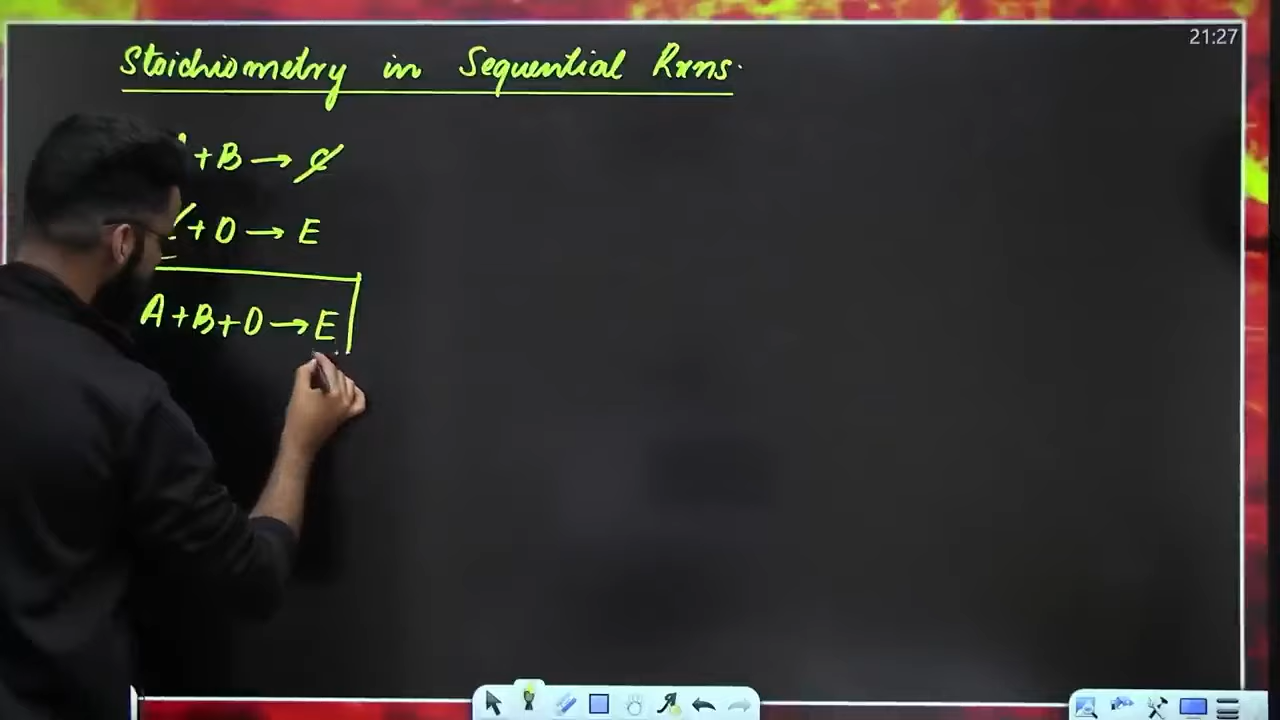 21:27
Stoichiometry in Sequential Rxns.
+ B → C
+ D → E
A + B + D → E